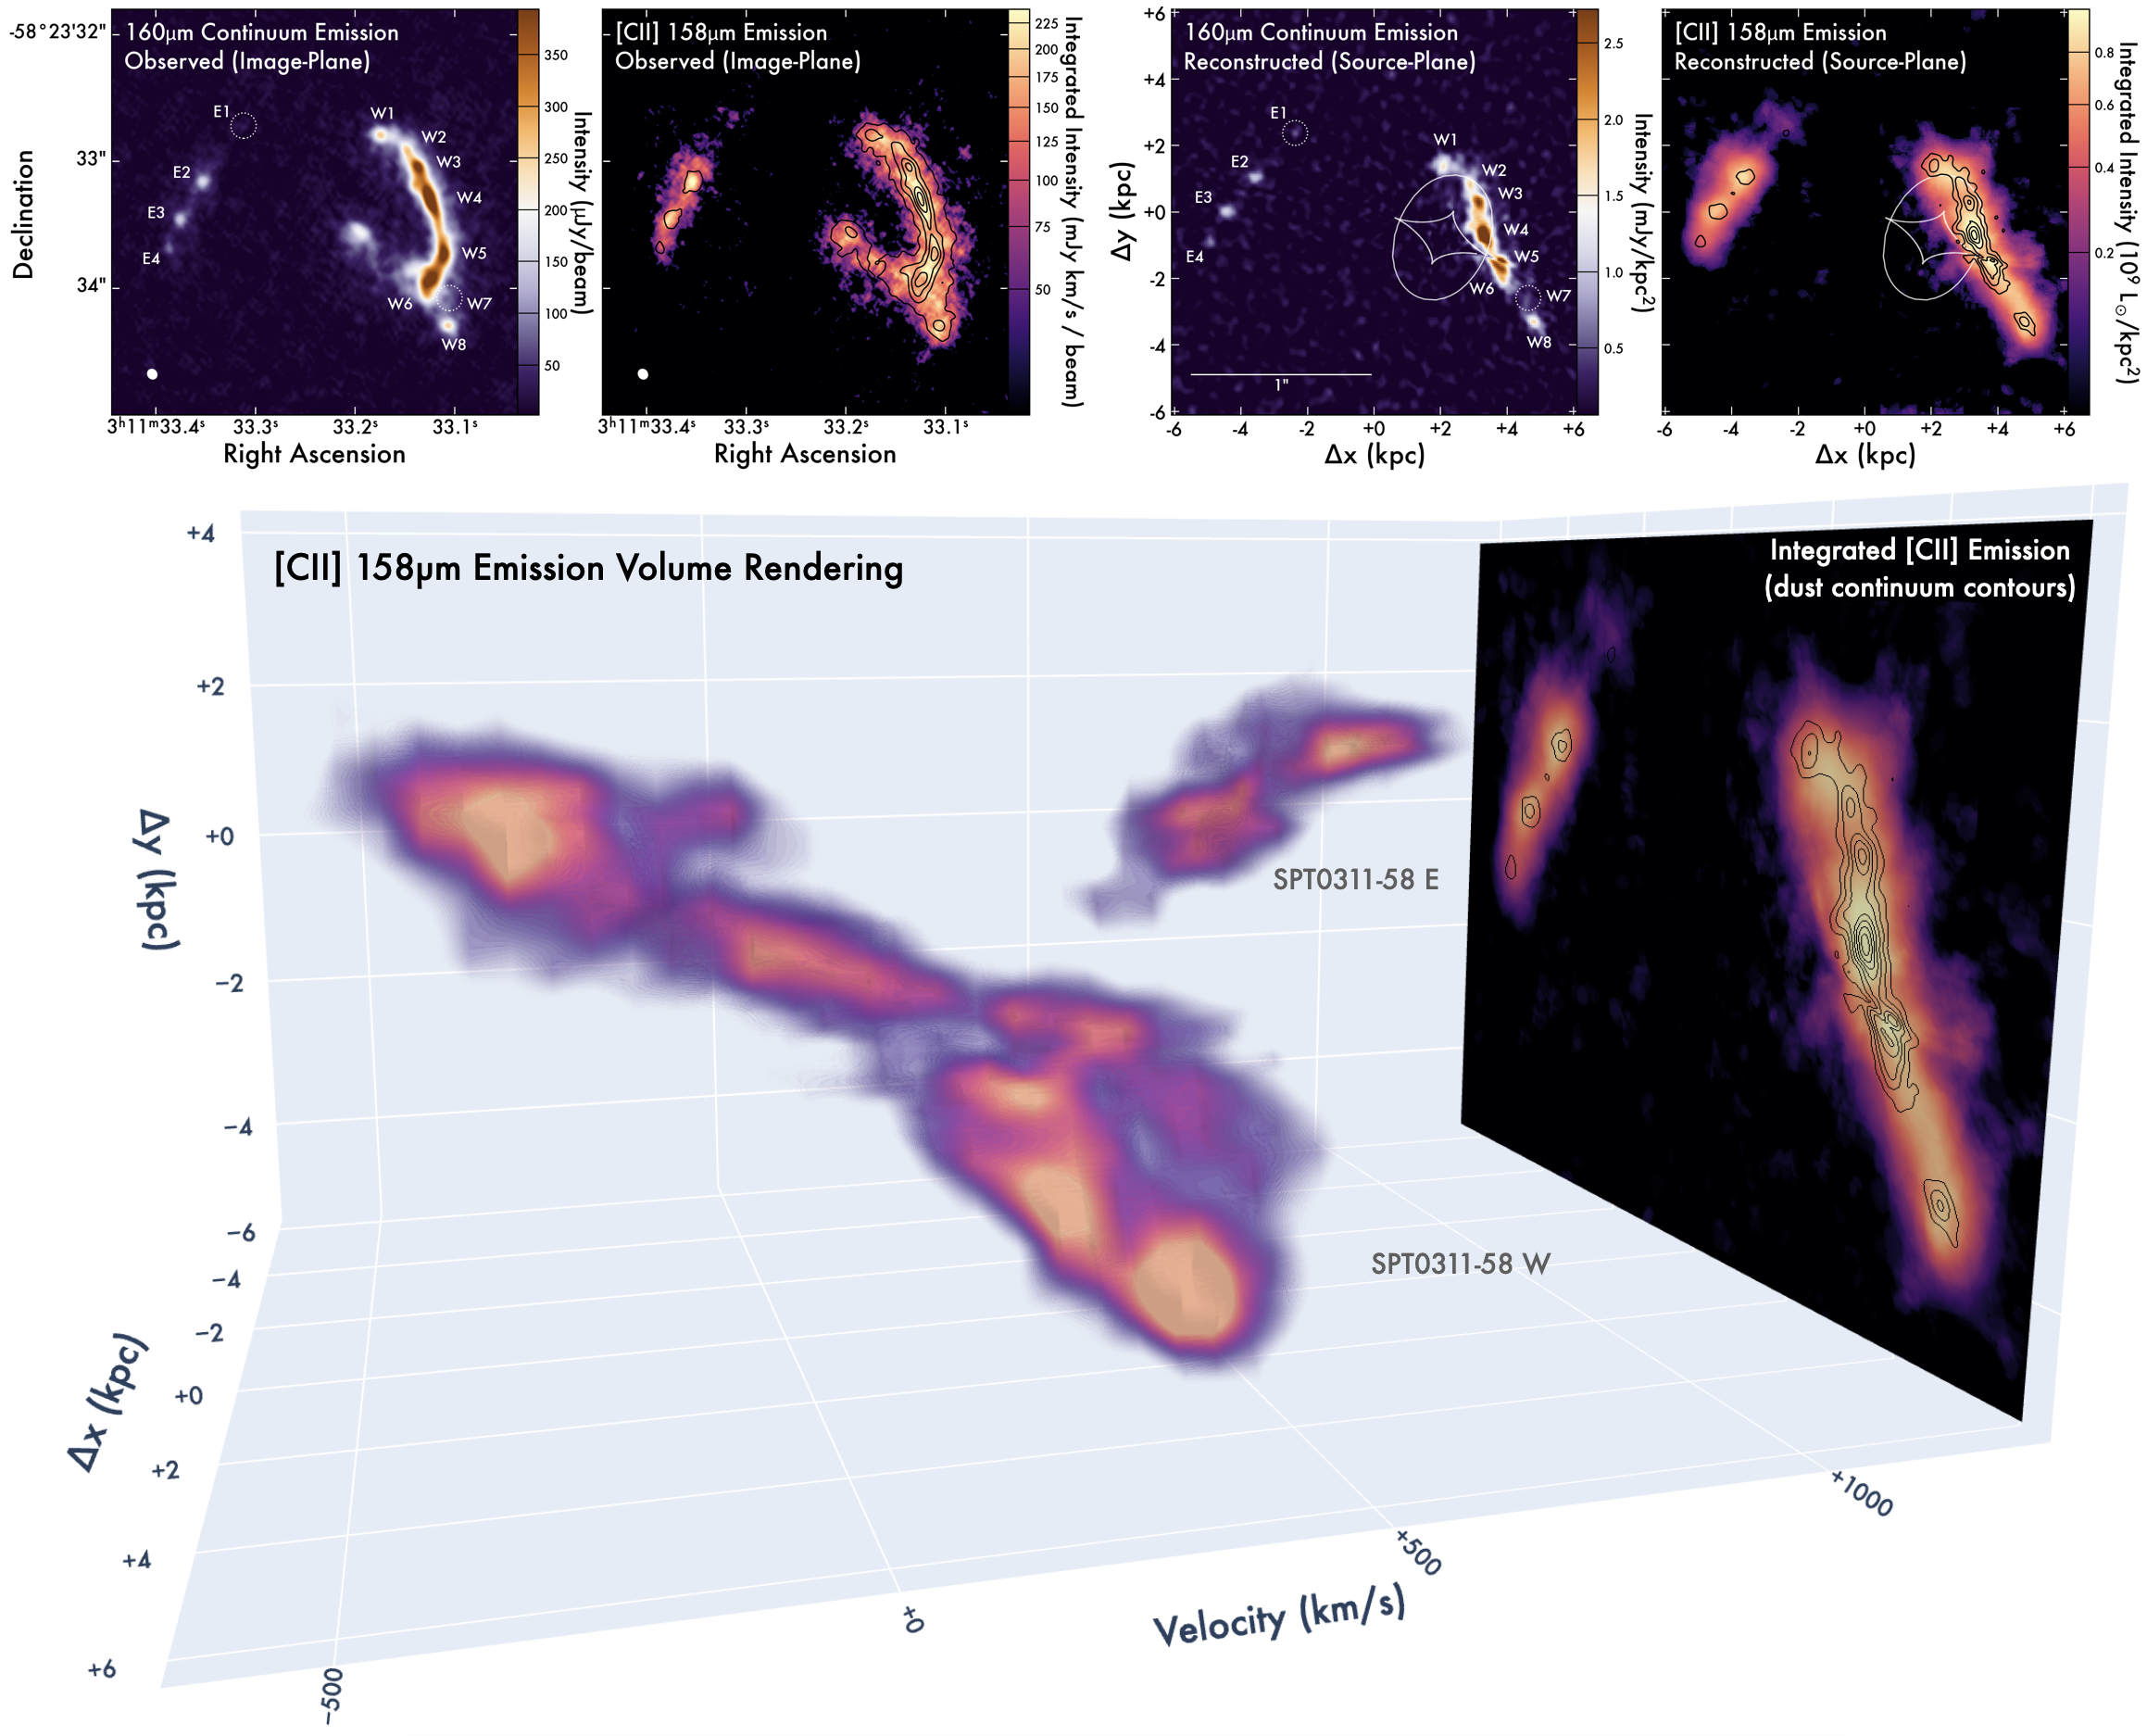 160μm Continuum Emission
Observed (Image-Plane)
-58°23'32"
33"
34"
Declination
E1
E2
E3
E4
W1
W2
W3
W4
W5
W6
W7
W8
3ʰ11ᵐ33.4ˢ
33.3ˢ
33.2ˢ
33.1ˢ
Right Ascension
350
300
250
200
150
100
50
Intensity (μJy/beam)
[CII] 158μm Emission
Observed (Image-Plane)
3ʰ11ᵐ33.4ˢ
33.3ˢ
33.2ˢ
33.1ˢ
Right Ascension
225
200
175
150
125
100
75
50
Integrated Intensity (mJy km/s / beam)
160μm Continuum Emission
Reconstructed (Source-Plane)
+6
+4
+2
+0
-2
-4
-6
Δy (kpc)
E1
E2
E3
E4
W1
W2
W3
W4
W5
W6
W7
W8
1"
-6
-4
-2
+0
+2
+4
+6
Δx (kpc)
2.5
2.0
1.5
1.0
0.5
Intensity (mJy/kpc²)
[CII] 158μm Emission
Reconstructed (Source-Plane)
-6
-4
-2
+0
+2
+4
+6
Δx (kpc)
0.8
0.6
0.4
0.2
Integrated Intensity (10⁹ L☉/kpc²)
[CII] 158μm Emission Volume Rendering
Integrated [CII] Emission
(dust continuum contours)
+4
+2
+0
−2
−4
−6
Δy (kpc)
−4
−2
+0
+2
+4
+6
Δx (kpc)
SPT0311-58 E
SPT0311-58 W
−500
+0
+500
+1000
Velocity (km/s)